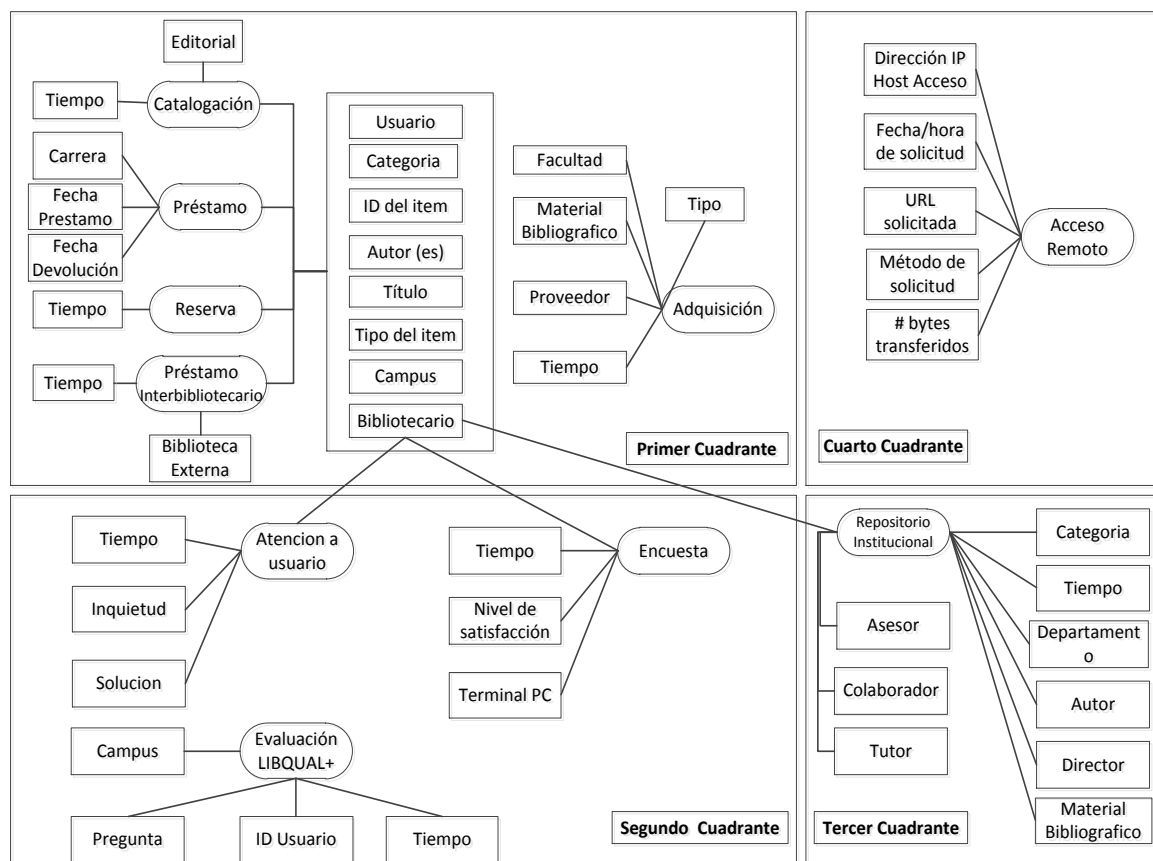 Editorial
Tiempo
Catalogación
Carrera
Fecha
Prestamo
Fecha
Devolución
Préstamo
Tiempo
Reserva
Tiempo
Préstamo
Interbibliotecario
Biblioteca
Externa
Usuario
Categoria
ID del item
Autor (es)
Título
Tipo del item
Campus
Bibliotecario
Facultad
Material
Bibliografico
Proveedor
Tiempo
Tipo
Adquisición
Primer Cuadrante
Dirección IP
Host Acceso
Fecha/hora
de solicitud
URL
solicitada
Método de
solicitud
# bytes
transferidos
Acceso
Remoto
Cuarto Cuadrante
Tiempo
Inquietud
Solucion
Atencion a
usuario
Tiempo
Nivel de
satisfacción
Terminal PC
Encuesta
Campus
Evaluación
LIBQUAL+
Pregunta
ID Usuario
Tiempo
Segundo Cuadrante
Repositorio
Institucional
Asesor
Colaborador
Tutor
Categoria
Tiempo
Departament
o
Autor
Director
Material
Bibliografico
Tercer Cuadrante